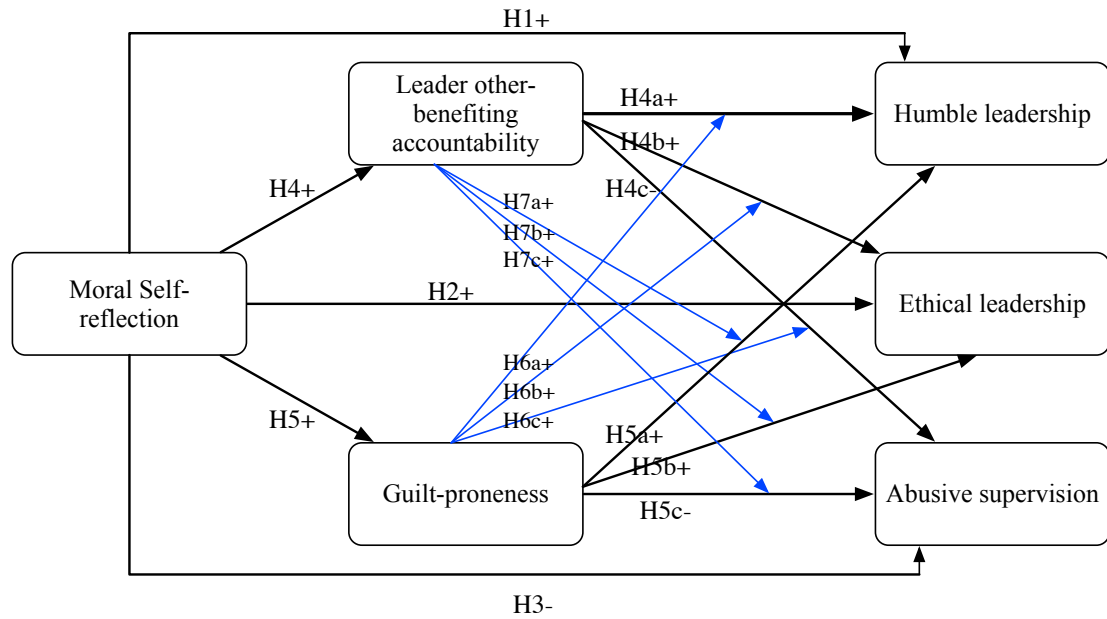 H1+
Leader other-
benefiting
accountability
H4a+
Humble leadership
H4b+
H4+
H4c-
H7a+
H7b+
H7c+
Moral Self-
reflection
H2+
Ethical leadership
H6a+
H6b+
H6c+
H5+
H5a+
H5b+
Guilt-proneness
H5c-
Abusive supervision
H3-